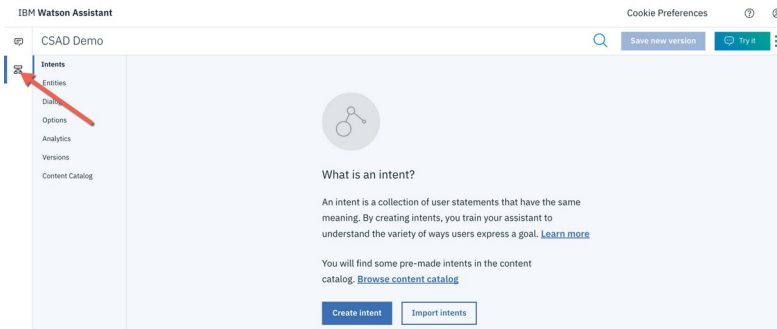 IBM Watson Assistant
Cookie Preferences
CSAD Demo
Save new version
Try it
Intents
Entities
Dialog
Options
Analytics
Versions
Content Catalog
What is an intent?
An intent is a collection of user statements that have the same
meaning. By creating intents, you train your assistant to
understand the variety of ways users express a goal. Learn more
You will find some pre-made intents in the content
catalog. Browse content catalog
Create intent
Import intents